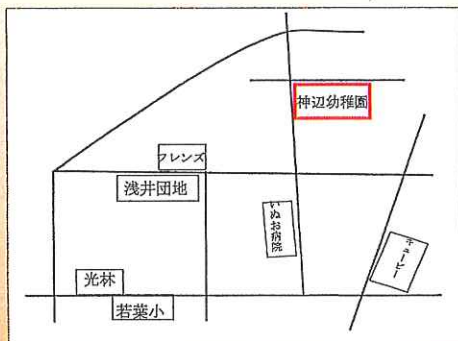 神辺幼稚園
フレンズ
浅井団地
いぬお病院
キューピー
光林
若葉小